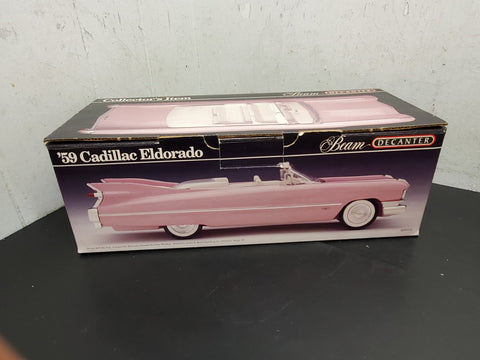 Collector's Item
Beam DECANTER
'59 Cadillac Eldorado
Beam DECANTER